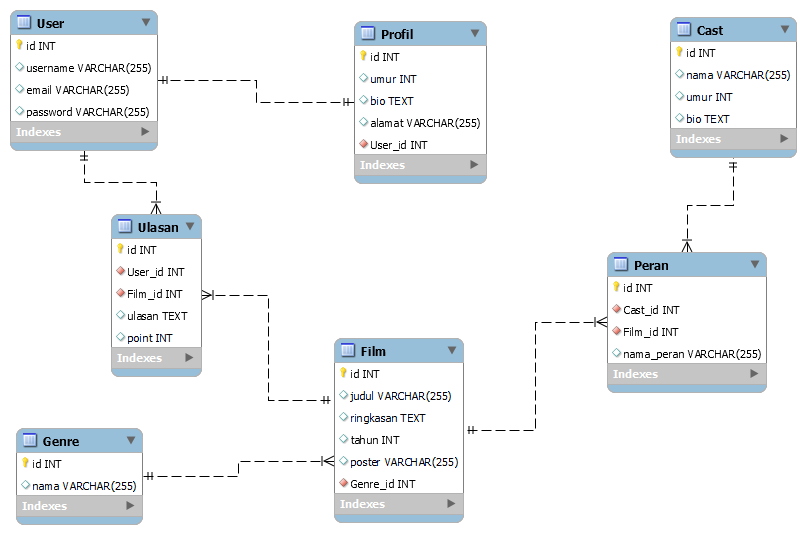 User
id INT
username VARCHAR(255)
email VARCHAR(255)
password VARCHAR(255)
Indexes
Profil
id INT
umur INT
bio TEXT
alamat VARCHAR(255)
User_id INT
Indexes
Cast
id INT
nama VARCHAR(255)
umur INT
bio TEXT
Indexes
Ulasan
id INT
User_id INT
Film_id INT
ulasan TEXT
point INT
Indexes
Peran
id INT
Cast_id INT
Film_id INT
nama_peran VARCHAR(255)
Indexes
Film
id INT
judul VARCHAR(255)
ringkasan TEXT
tahun INT
poster VARCHAR(255)
Genre_id INT
Indexes
Genre
id INT
nama VARCHAR(255)
Indexes